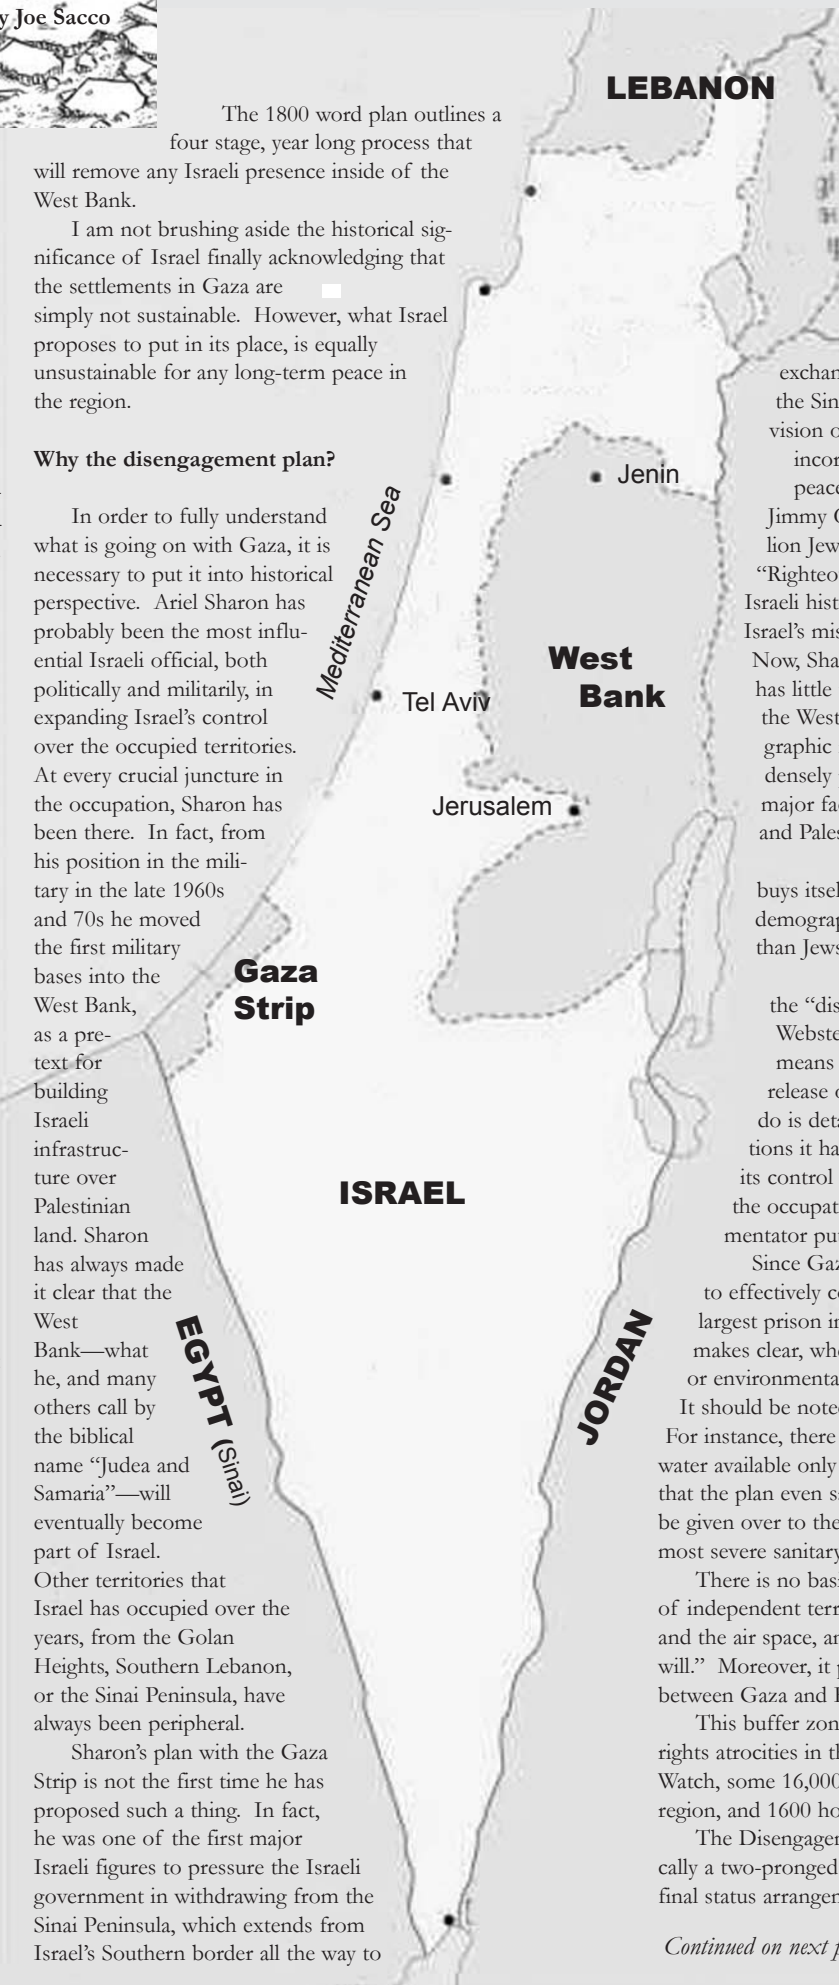 y Joe Sacco
The 1800 word plan outlines a
four stage, year long process that
will remove any Israeli presence inside of the
West Bank.
I am not brushing aside the historical sig-
nificance of Israel finally acknowledging that
the settlements in Gaza are
simply not sustainable.  However, what Israel
proposes to put in its place, is equally
unsustainable for any long-term peace in
the region.
Why the disengagement plan?
In order to fully understand
what is going on with Gaza, it is
necessary to put it into historical
perspective.  Ariel Sharon has
probably been the most influ-
ential Israeli official, both
politically and militarily, in
expanding Israel’s control
over the occupied territories.
At every crucial juncture in
the occupation, Sharon has
been there.  In fact, from
his position in the mili-
tary in the late 1960s
and 70s he moved
the first military
bases into the
West Bank,
as a pre-
text for
building
Israeli
infrastruc-
ture over
Palestinian
land. Sharon
has always made
it clear that the
West
Bank—what
he, and many
others call by
the biblical
name “Judea and
Samaria”—will
eventually become
part of Israel.
Other territories that
Israel has occupied over the
years, from the Golan
Heights, Southern Lebanon,
or the Sinai Peninsula, have
always been peripheral.
Sharon’s plan with the Gaza
Strip is not the first time he has
proposed such a thing.  In fact,
he was one of the first major
Israeli figures to pressure the Israeli
government in withdrawing from the
Sinai Peninsula, which extends from
Israel’s Southern border all the way to
LEBANON
Jenin
Mediterranean Sea
West
Bank
Tel Aviv
Jerusalem
Gaza
Strip
ISRAEL
EGYPT (Sinai)
JORDAN
exchan
the Sin
vision o
incor
peace
Jimmy C
lion Jew
“Righteo
Israeli hist
Israel’s mis
Now, Sha
has little
the West
graphic
densely
major fac
and Pales
buys itsel
demograp
than Jews
the “dis
Webste
means
release o
do is deta
tions it ha
its control
the occupat
mentator pu
Since Gaz
to effectively co
largest prison in
makes clear, whe
or environmenta
It should be noted
For instance, there
water available only
that the plan even sa
be given over to the
most severe sanitary
There is no basi
of independent terr
and the air space, an
will.”  Moreover, it p
between Gaza and I
This buffer zon
rights atrocities in th
Watch, some 16,000
region, and 1600 ho
The Disengagem
cally a two-pronged
final status arrangem
Continued on next p